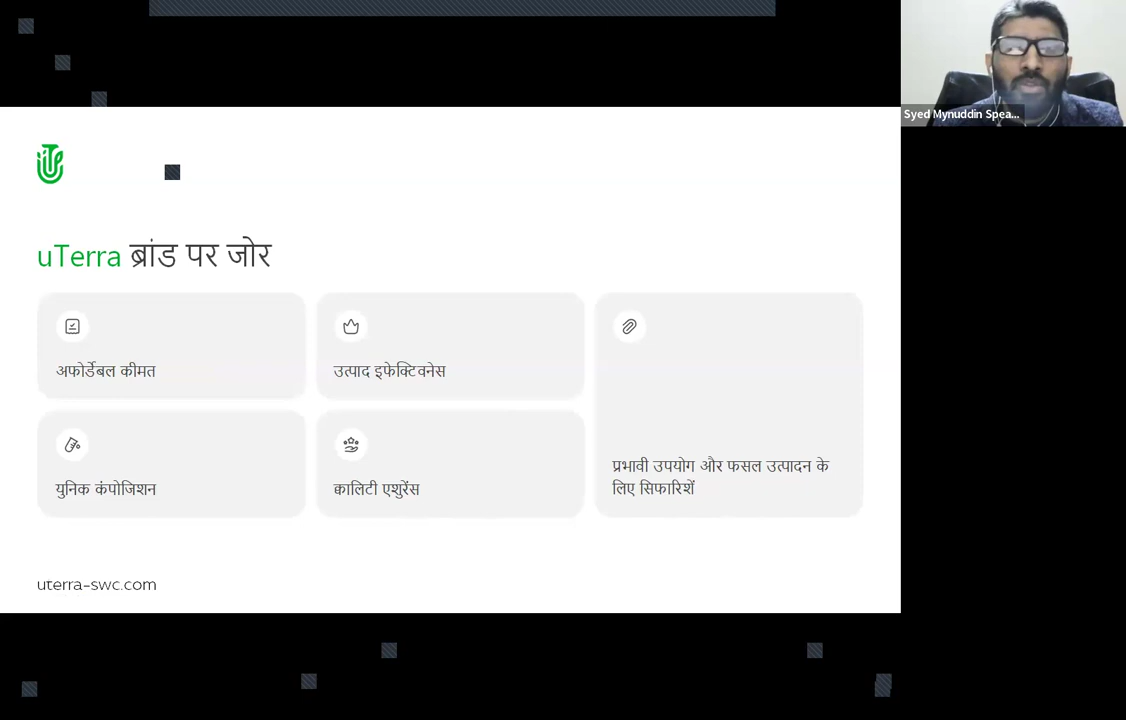 Syed Mynuddin Spea...
uTerra ब्रांड पर जोर
अफोर्डेबल कीमत
उत्पाद इफेक्टिवनेस
युनिक कंपोजिशन
क्वालिटी एशुरेंस
प्रभावी उपयोग और फसल उत्पादन के
लिए सिफारिशें
uterra-swc.com